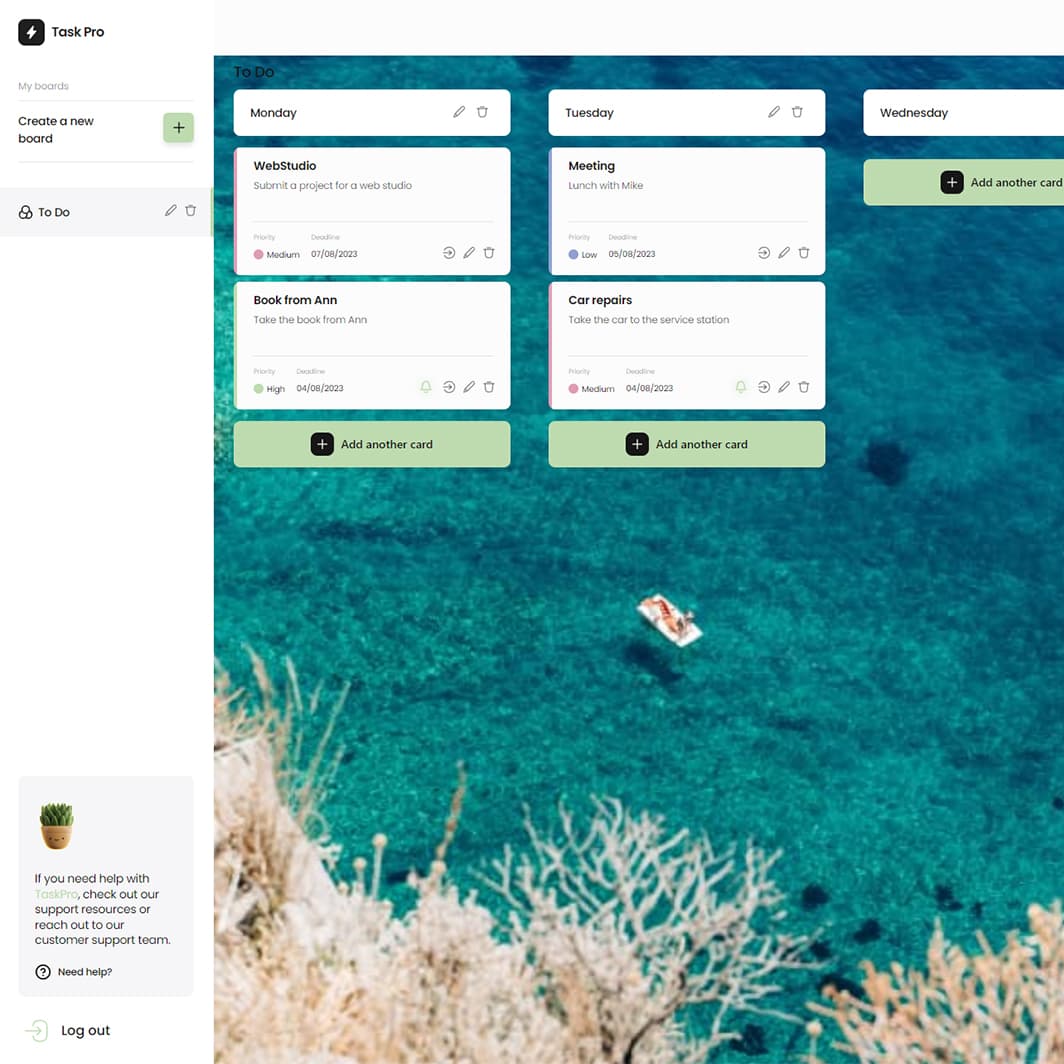 Task Pro
My boards
Create a new
board
To Do
If you need help with
TaskPro, check out our
support resources or
reach out to our
customer support team.
Need help?
Log out
To Do
Monday
WebStudio
Submit a project for a web studio
Priority Deadline
Medium 07/08/2023
Book from Ann
Take the book from Ann
Priority Deadline
High 04/08/2023
Add another card
Tuesday
Meeting
Lunch with Mike
Priority Deadline
Low 05/08/2023
Car repairs
Take the car to the service station
Priority Deadline
Medium 04/08/2023
Add another card
Wednesday
Add another card